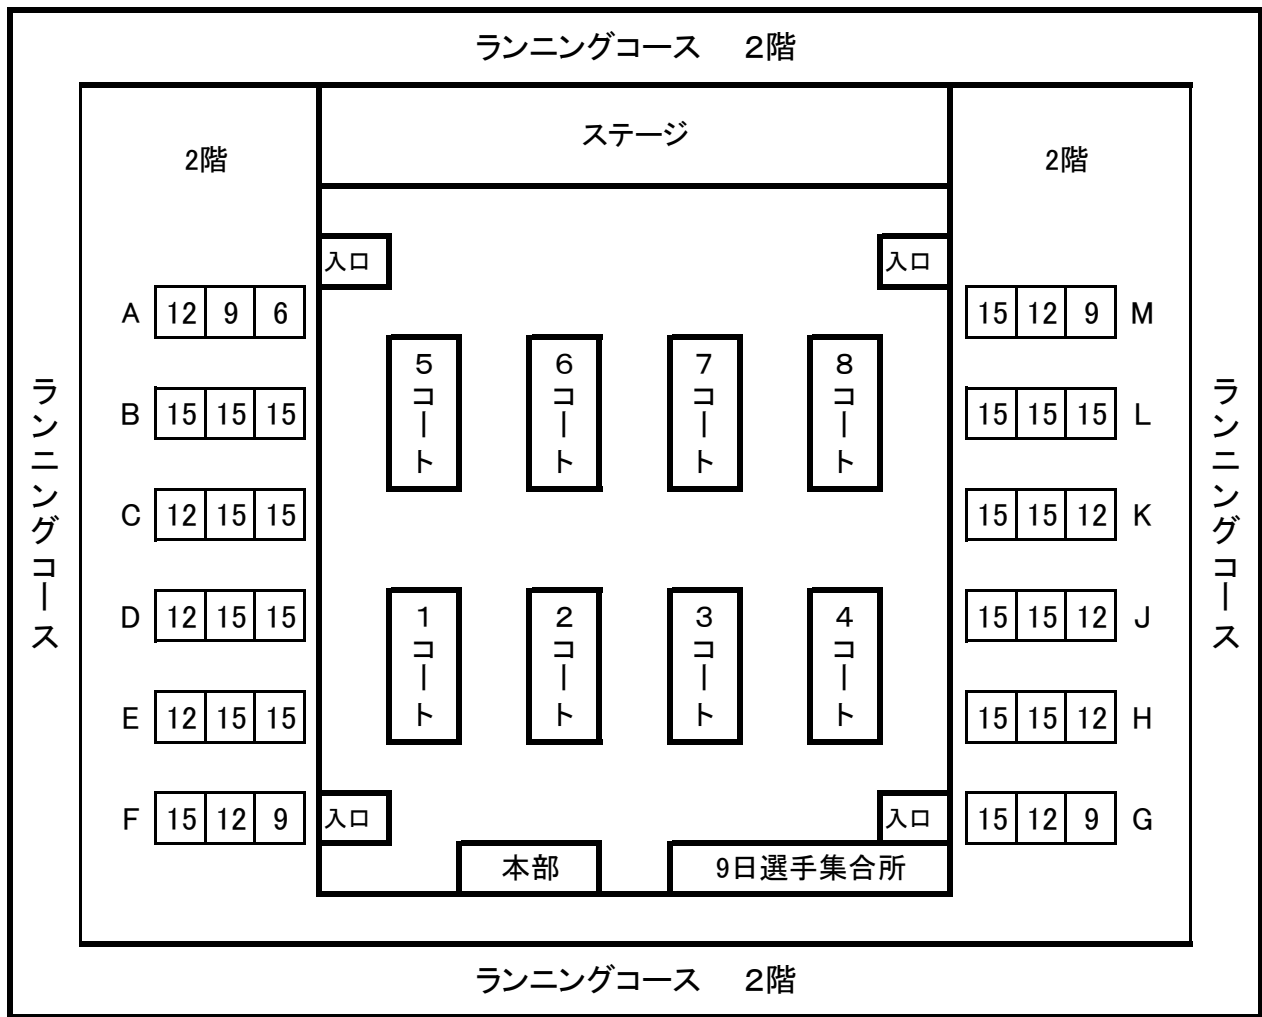 ランニングコース　２階
ステージ
2階
2階
入口
入口
A 12 9 6
15 12 9 M
5コート
6コート
7コート
8コート
B 15 15 15
15 15 15 L
ランニングコース
ランニングコース
C 12 15 15
15 15 12 K
D 12 15 15
15 15 12 J
1コート
2コート
3コート
4コート
E 12 15 15
15 15 12 H
F 15 12 9
入口
入口
15 12 9 G
本部
9日選手集合所
ランニングコース　２階